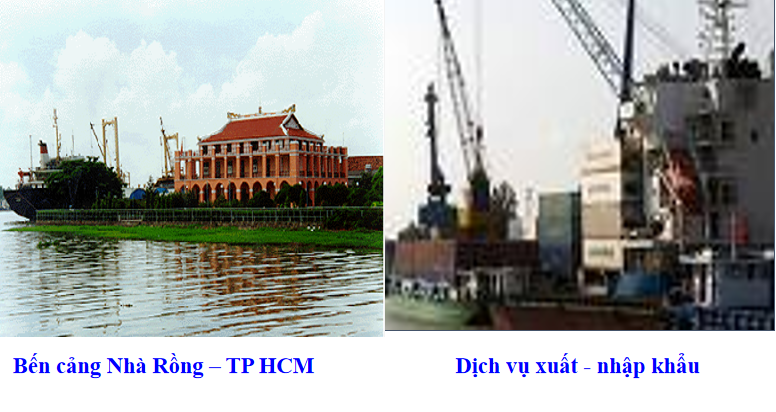 Bến cảng Nhà Rồng – TP HCM
Dịch vụ xuất - nhập khẩu